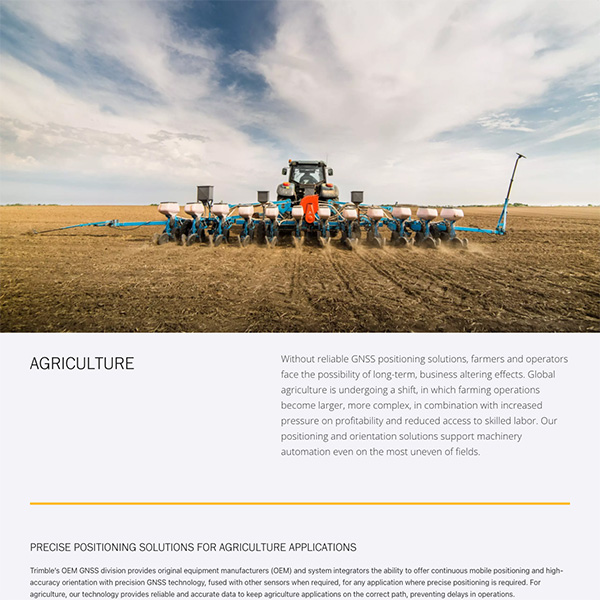 AGRICULTURE
Without reliable GNSS positioning solutions, farmers and operators
face the possibility of long-term, business altering effects. Global
agriculture is undergoing a shift, in which farming operations
become larger, more complex, in combination with increased
pressure on profitability and reduced access to skilled labor. Our
positioning and orientation solutions support machinery
automation even on the most uneven of fields.
PRECISE POSITIONING SOLUTIONS FOR AGRICULTURE APPLICATIONS
Trimble's OEM GNSS division provides original equipment manufacturers (OEM) and system integrators the ability to offer continuous mobile positioning and high-
accuracy orientation with precision GNSS technology, fused with other sensors when required, for any application where precise positioning is required. For
agriculture, our technology provides reliable and accurate data to keep agriculture applications on the correct path, preventing delays in operations.